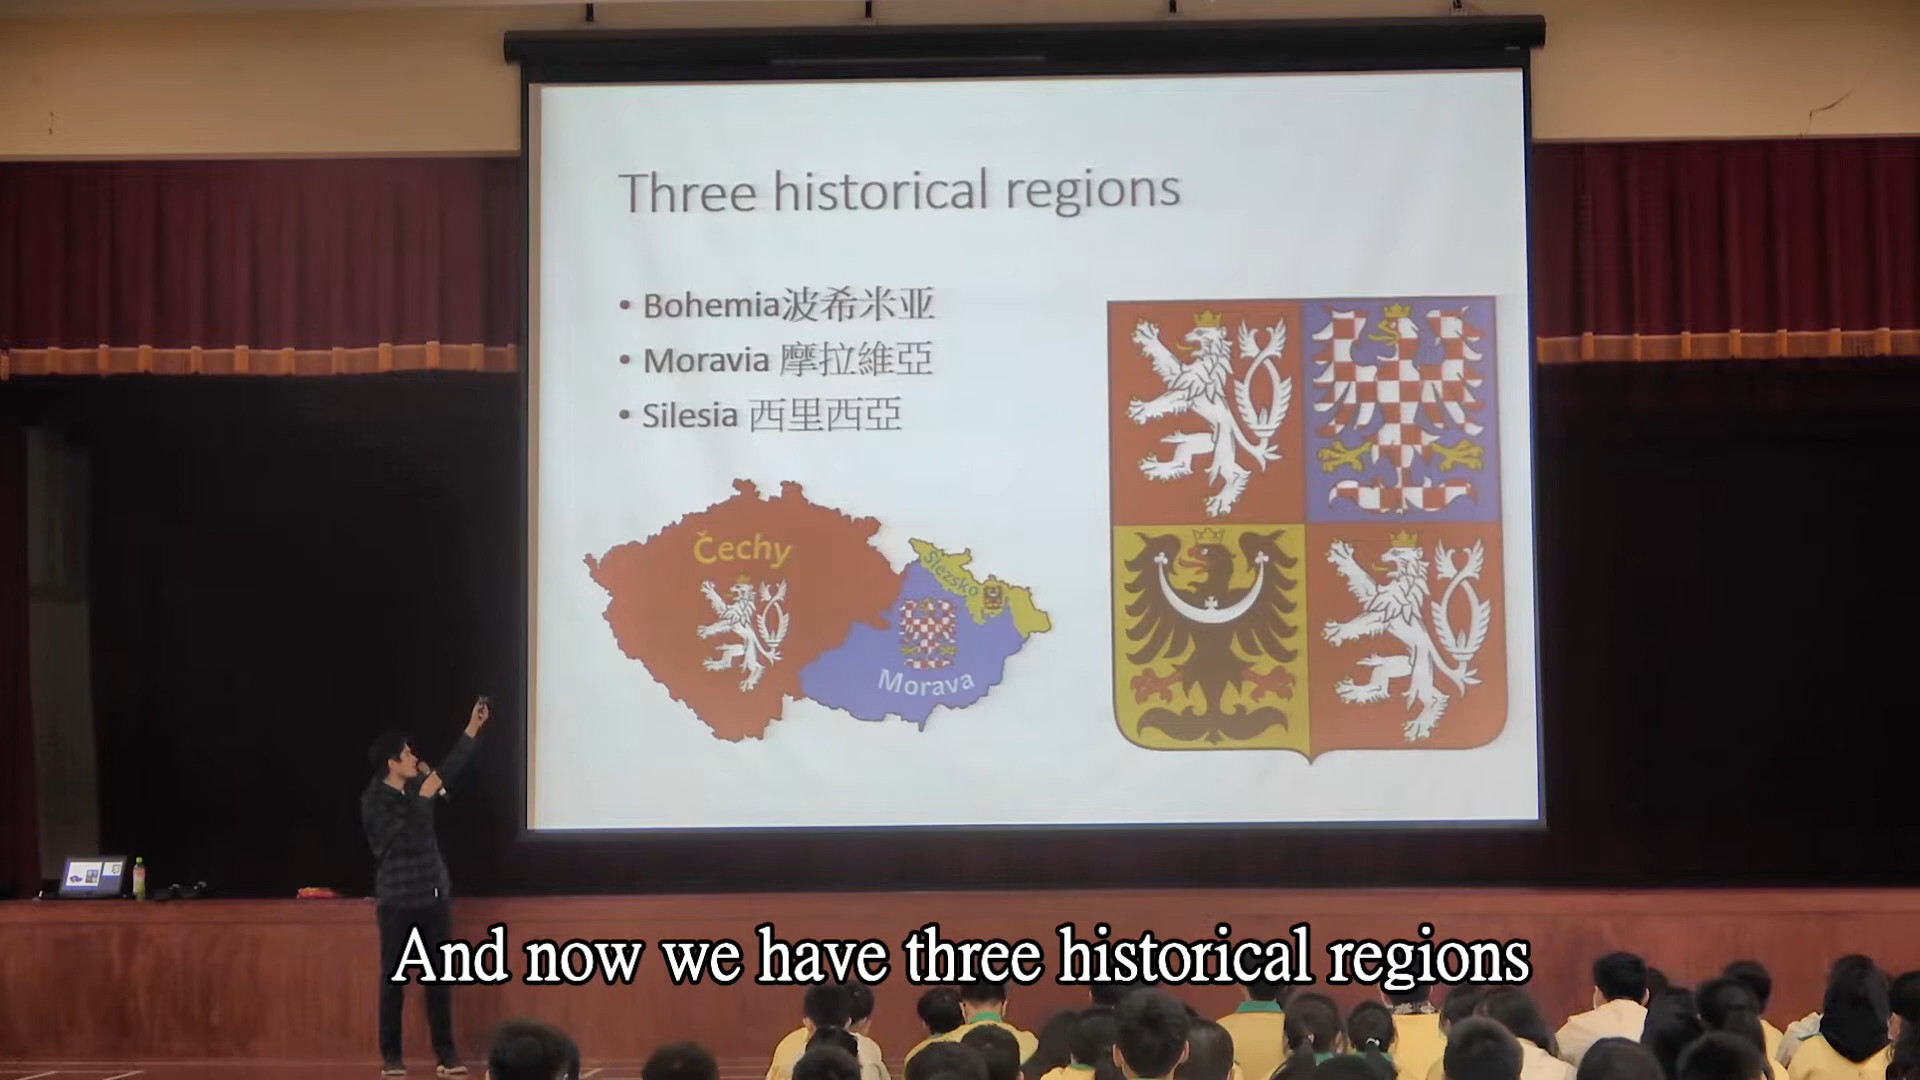 Three historical regions
• Bohemia波希米亚
• Moravia 摩拉維亞
• Silesia 西里西亞
Čechy
Slezsko
Morava
And now we have three historical regions